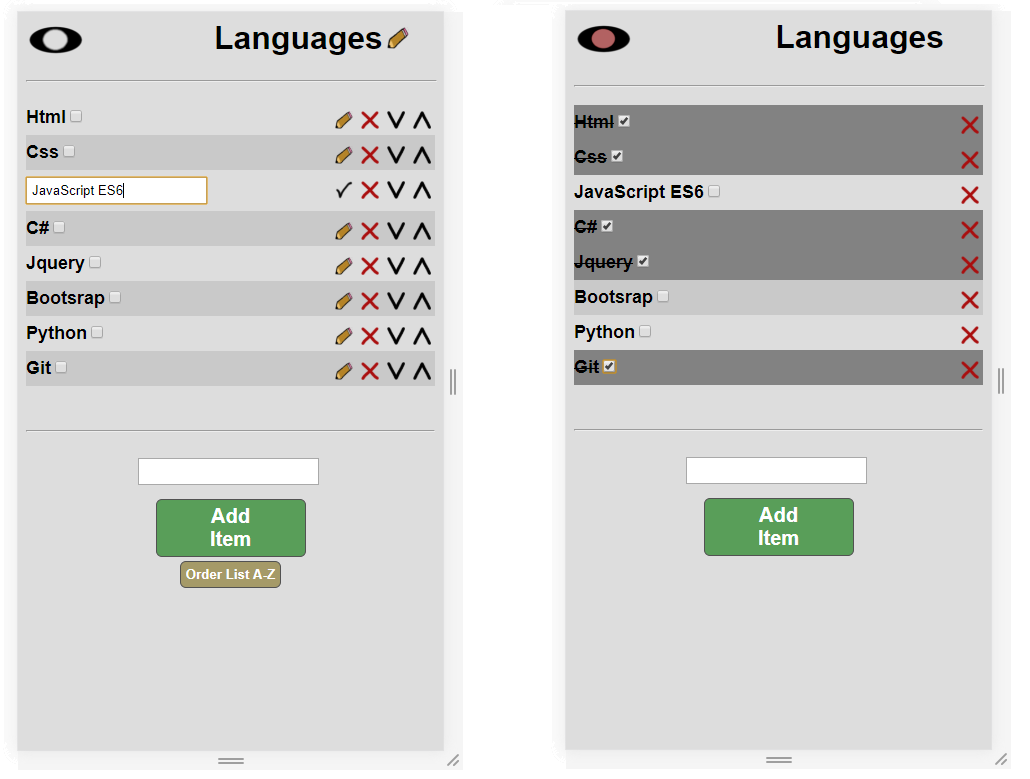 Languages
Html
Css
JavaScript ES6
C#
Jquery
Bootsrap
Python
Git
Add
Item
Order List A-Z
Languages
Html
Css
JavaScript ES6
C#
Jquery
Bootsrap
Python
Git
Add
Item